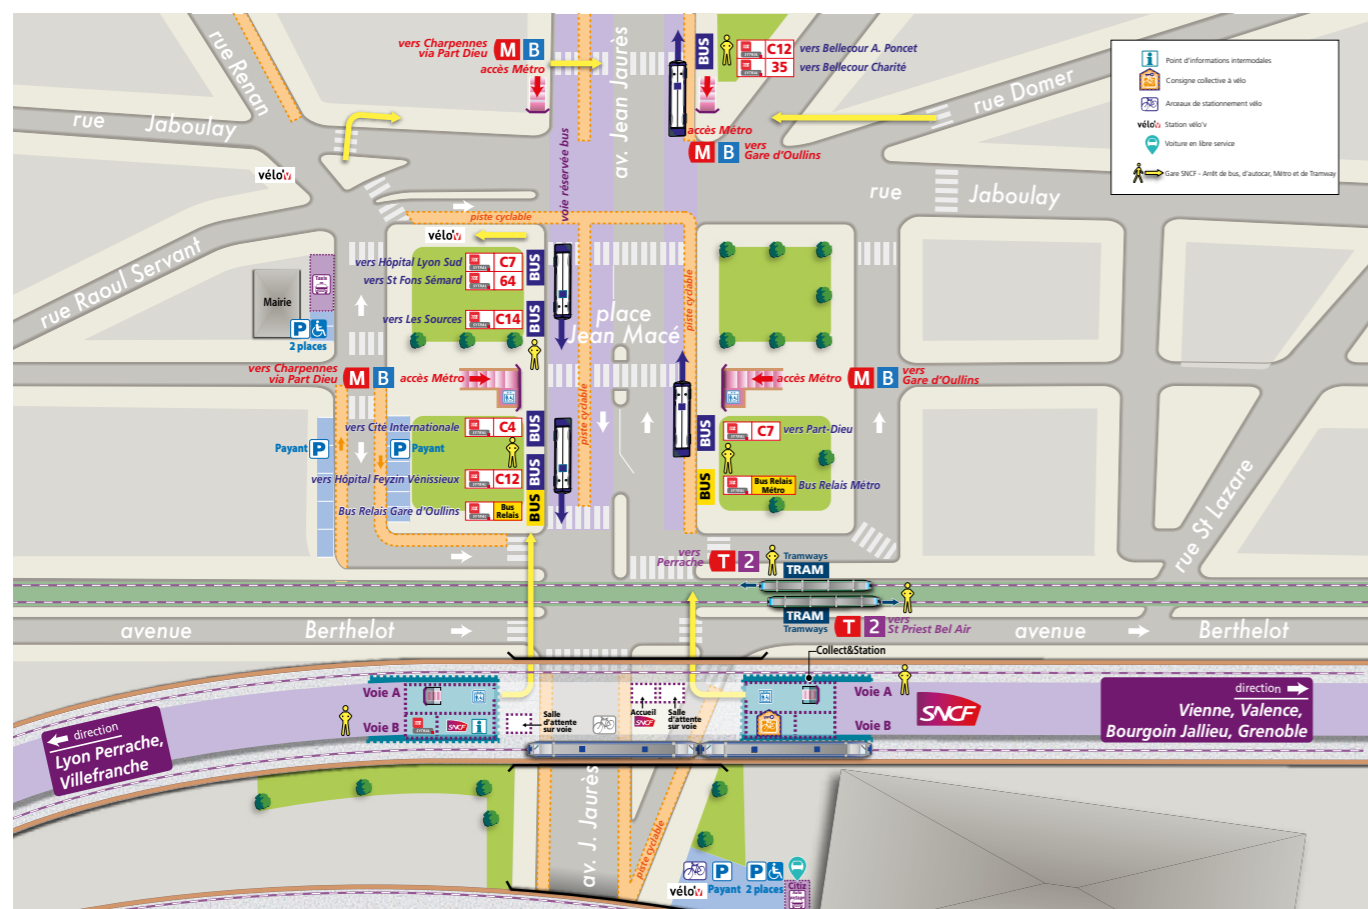 rue Renan
vers Charpennes
via Part Dieu
M B
accès Métro
av. Jean Jaurès
BUS
C12 vers Bellecour A. Poncet
35 vers Bellecour Charité
Point d'informations intermodales
Consigne collective à vélo
Arceaux de stationnement vélo
vélo'v Station vélo'v
Voiture en libre service
Gare SNCF - Arrêt de bus, d'autocar, Métro et de Tramway
rue Domer
rue Jaboulay
accès Métro
M B vers
Gare d'Oullins
voie réservée bus
vélo'v
rue Jaboulay
piste cyclable
vélo'v
rue Raoul Servant
Taxis
Mairie
P
2 places
vers Hôpital Lyon Sud C7
vers St Fons Sémard 64
BUS
vers Les Sources C14
BUS
place
Jean Macé
piste cyclable
vers Charpennes
via Part Dieu
M B accès Métro
accès Métro M B vers
Gare d'Oullins
piste cyclable
Payant P
P Payant
vers Cité Internationale C4
BUS
vers Hôpital Feyzin Vénissieux C12
BUS
Bus Relais Gare d'Oullins Bus
Relais
BUS
BUS
C7 vers Part-Dieu
BUS
Bus Relais
Métro
Bus Relais Métro
rue St Lazare
vers
Perrache T 2
Tramways
TRAM
TRAM
Tramways
T 2 vers
St Priest Bel Air
avenue Berthelot
avenue Berthelot
Collect&Station
Voie A
Voie B
SNCF
Salle
d'attente
sur voie
Accueil
SNCF
Salle
d'attente
sur voie
Voie A
Voie B
SNCF
direction
Lyon Perrache,
Villefranche
direction
Vienne, Valence,
Bourgoin Jallieu, Grenoble
av. J. Jaurès
piste cyclable
vélo'v
P
Payant
P
2 places
Citiz